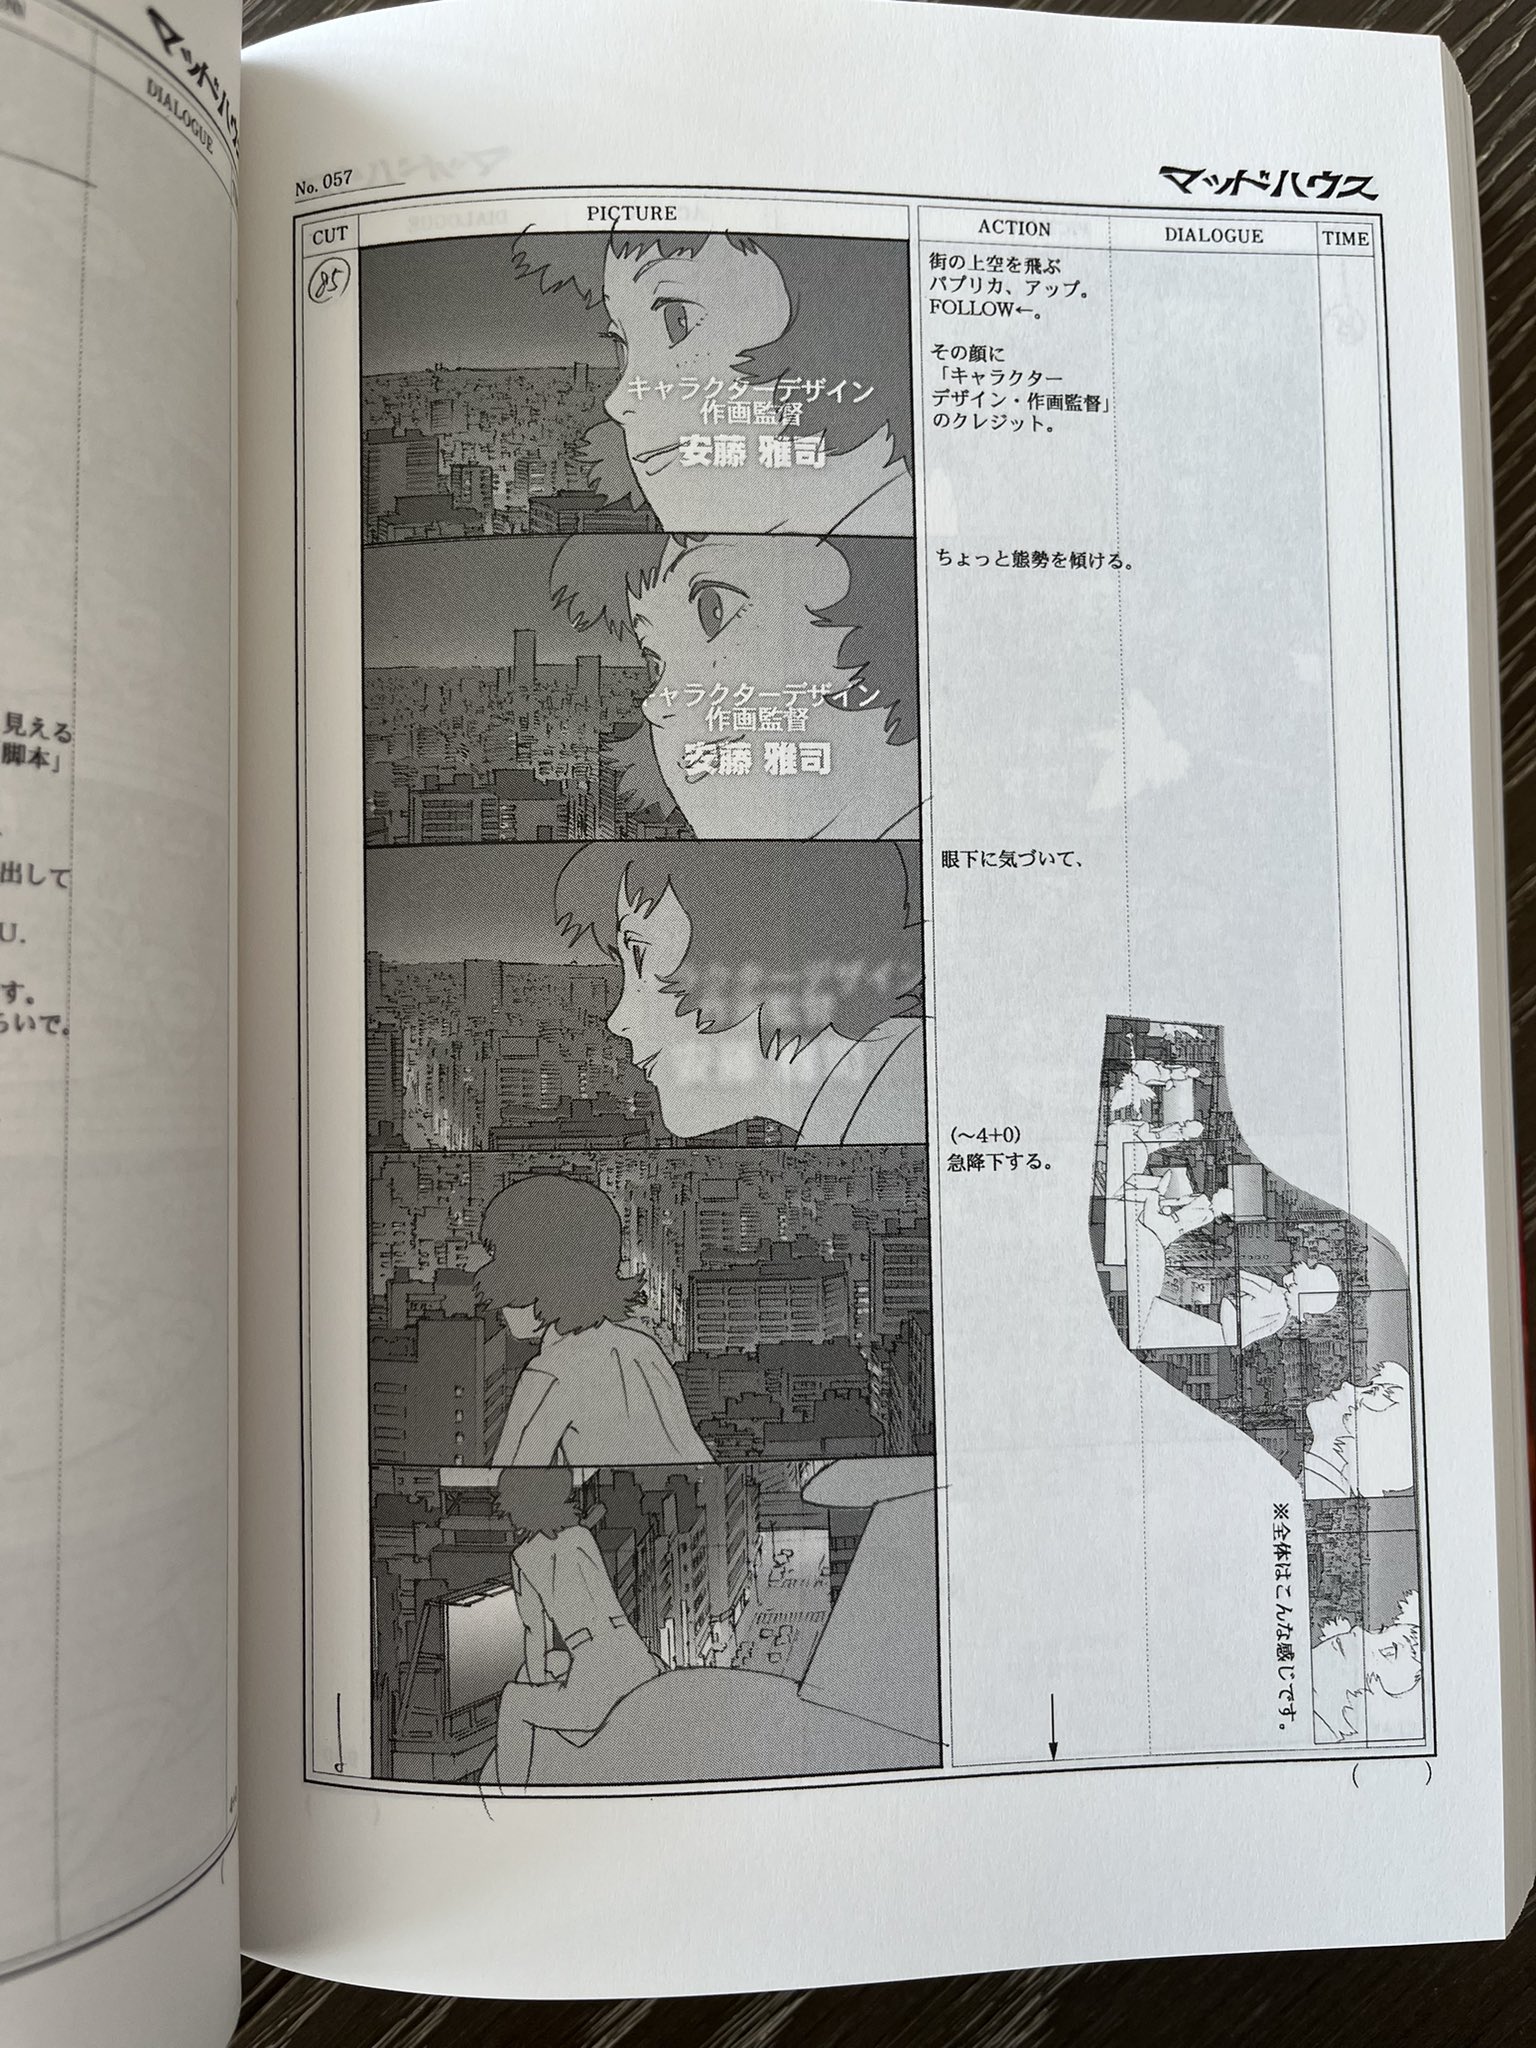 マッドハウス
DIALOGUE
見える
脚本」
出して
U.
す。
らいで。
No. 057
マッドハウス
CUT
PICTURE
ACTION
DIALOGUE
TIME
85
キャラクターデザイン
作画監督
安藤 雅司
街の上空を飛ぶ
パプリカ、アップ。
FOLLOW←。
その顔に
「キャラクター
デザイン・作画監督」
のクレジット。
キャラクターデザイン
作画監督
安藤 雅司
ちょっと態勢を傾ける。
眼下に気づいて、
(〜4+0)
急降下する。
※全体はこんな感じです。
( )